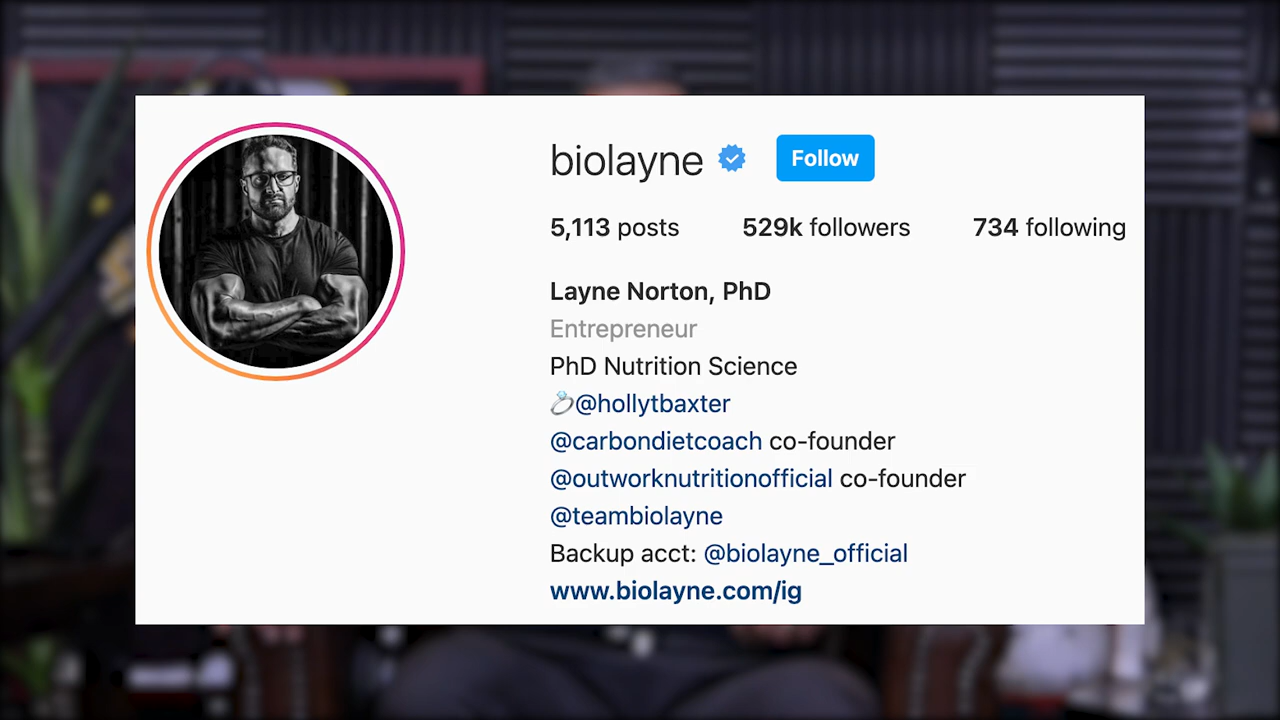 biolayne Follow
5,113 posts 529k followers 734 following
Layne Norton, PhD
Entrepreneur
PhD Nutrition Science
💍@hollytbaxter
@carbondietcoach co-founder
@outworknutritionofficial co-founder
@teambiolayne
Backup acct: @biolayne_official
www.biolayne.com/ig